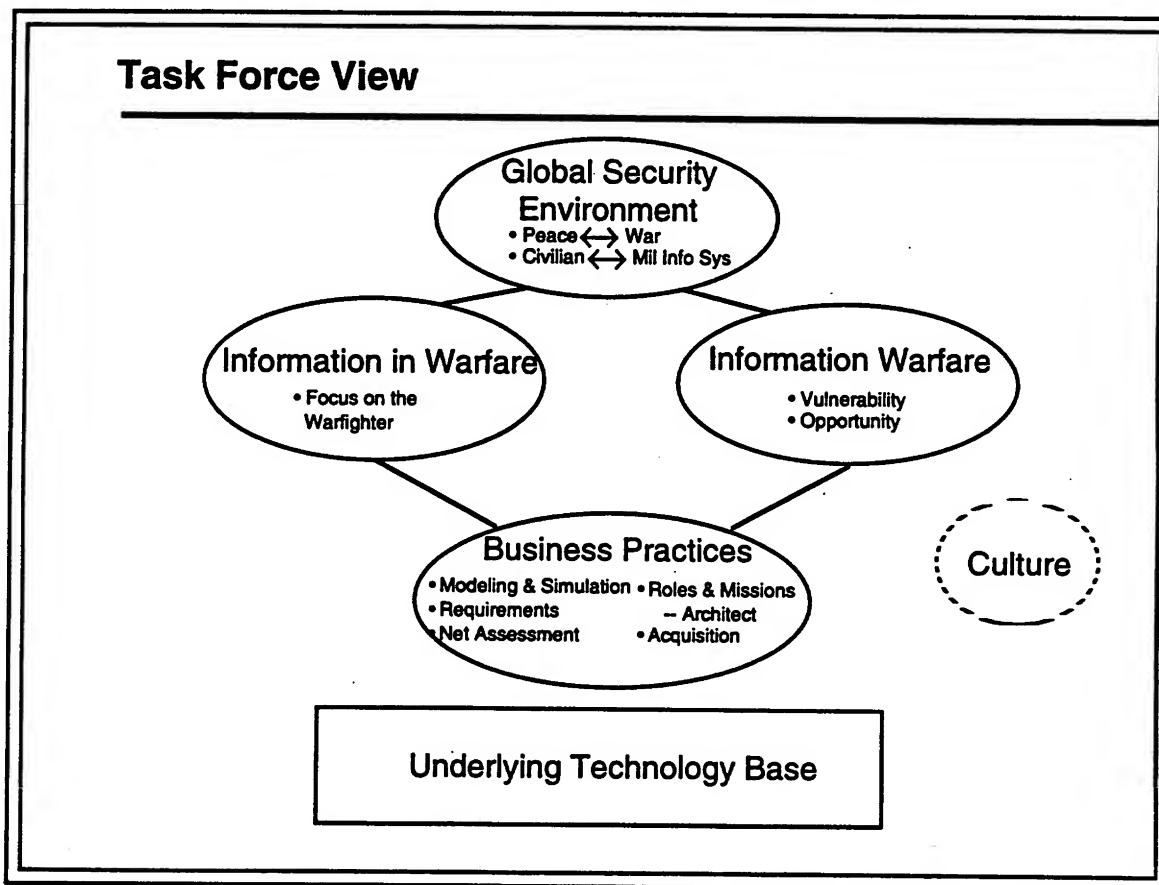 Task Force View
Global Security
Environment
• Peace ⟷ War
• Civilian ⟷ Mil Info Sys
Information in Warfare
• Focus on the
Warfighter
Information Warfare
• Vulnerability
• Opportunity
Business Practices
• Modeling & Simulation
• Requirements
• Net Assessment
• Roles & Missions
– Architect
• Acquisition
Culture
Underlying Technology Base